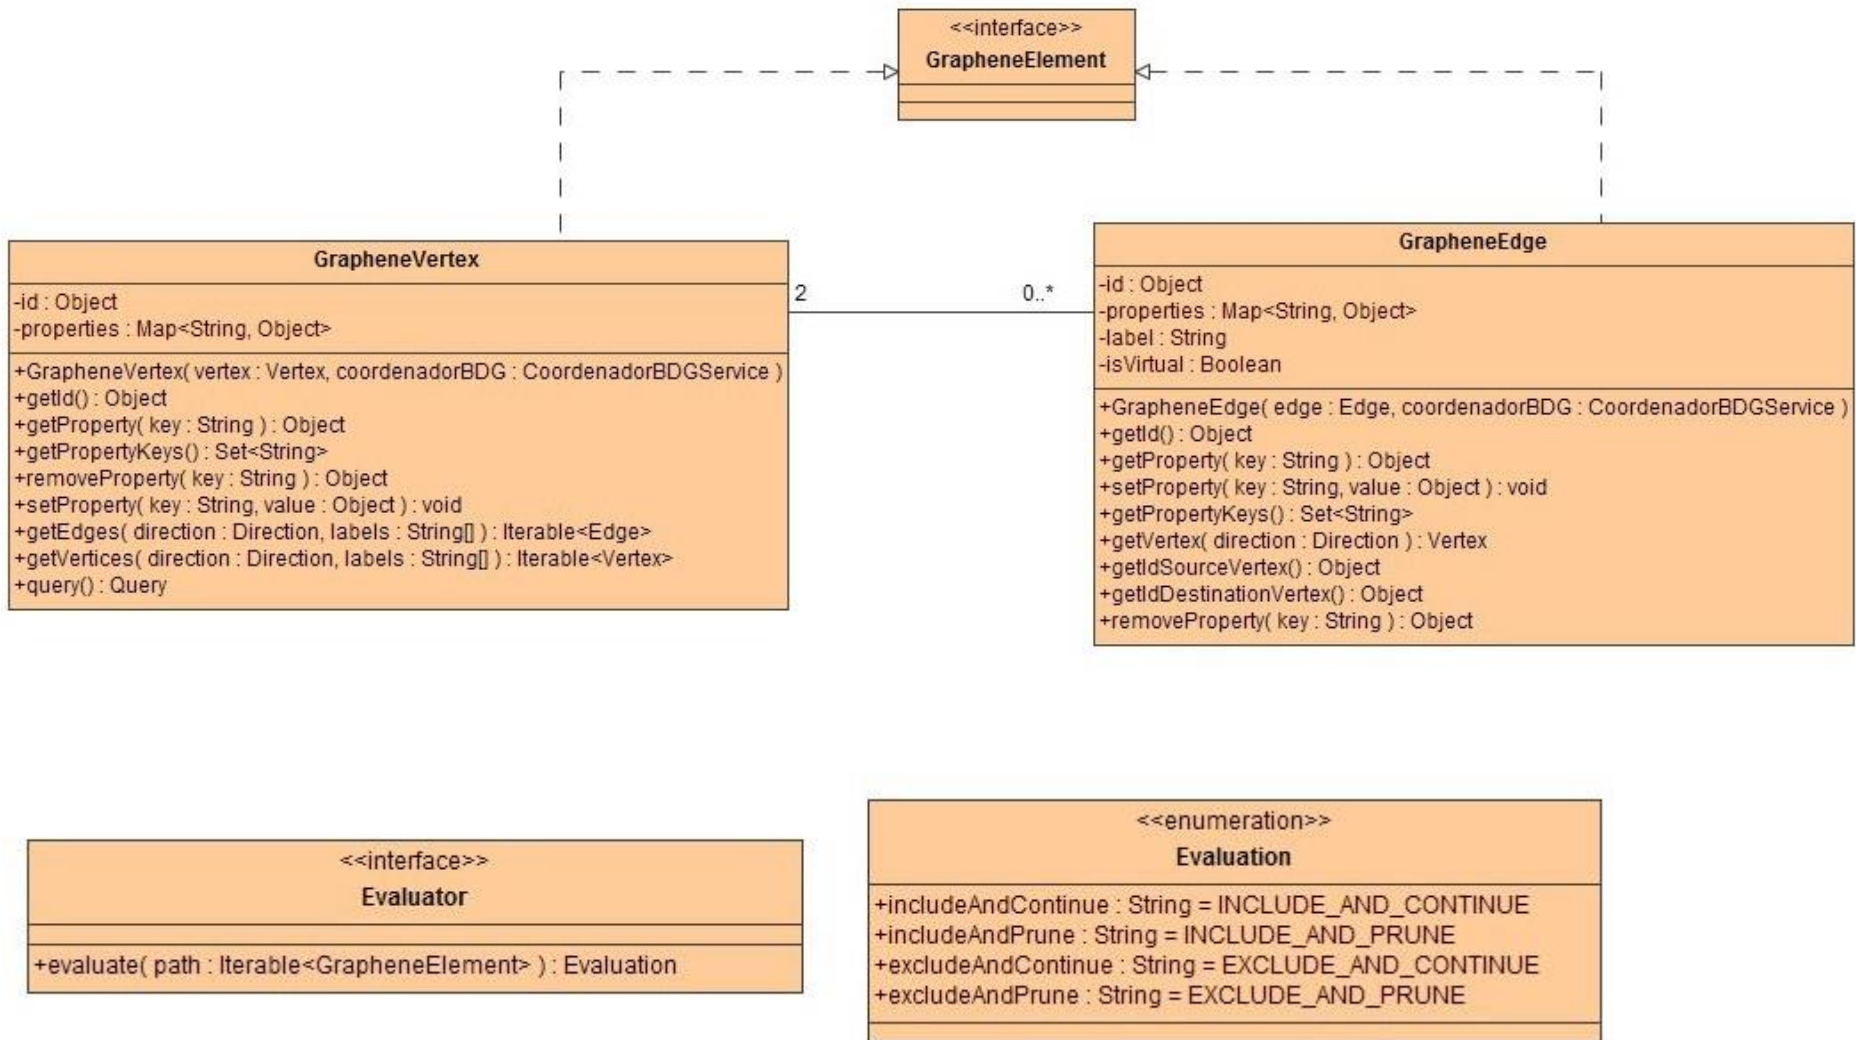 <<interface>>
GrapheneElement
GrapheneVertex
-id : Object
-properties : Map<String, Object>
+GrapheneVertex( vertex : Vertex, coordenadorBDG : CoordenadorBDGService )
+getId() : Object
+getProperty( key : String ) : Object
+getPropertyKeys() : Set<String>
+removeProperty( key : String ) : Object
+setProperty( key : String, value : Object ) : void
+getEdges( direction : Direction, labels : String[] ) : Iterable<Edge>
+getVertices( direction : Direction, labels : String[] ) : Iterable<Vertex>
+query() : Query
2
0..*
GrapheneEdge
-id : Object
-properties : Map<String, Object>
-label : String
-isVirtual : Boolean
+GrapheneEdge( edge : Edge, coordenadorBDG : CoordenadorBDGService )
+getId() : Object
+getProperty( key : String ) : Object
+setProperty( key : String, value : Object ) : void
+getPropertyKeys() : Set<String>
+getVertex( direction : Direction ) : Vertex
+getIdSourceVertex() : Object
+getIdDestinationVertex() : Object
+removeProperty( key : String ) : Object
<<interface>>
Evaluator
+evaluate( path : Iterable<GrapheneElement> ) : Evaluation
<<enumeration>>
Evaluation
+includeAndContinue : String = INCLUDE_AND_CONTINUE
+includeAndPrune : String = INCLUDE_AND_PRUNE
+excludeAndContinue : String = EXCLUDE_AND_CONTINUE
+excludeAndPrune : String = EXCLUDE_AND_PRUNE